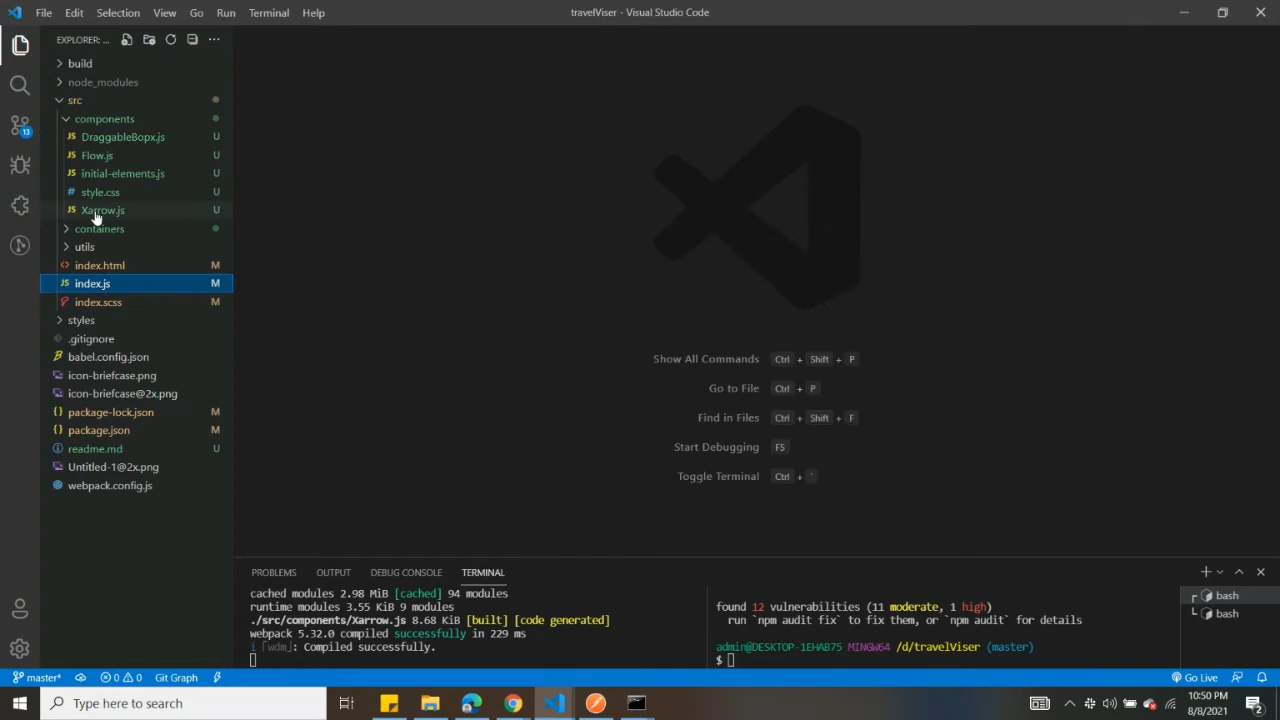 File Edit Selection View Go Run Terminal Help
travelViser - Visual Studio Code
EXPLORER: ...
build
node_modules
src
components
JS DraggableBopx.js U
JS Flow.js U
JS initial-elements.js U
# style.css U
JS Xarrow.js U
containers
utils
<> index.html M
JS index.js M
index.scss M
styles
.gitignore
babel.config.json
icon-briefcase.png
icon-briefcase@2x.png
{} package-lock.json M
{} package.json M
readme.md U
Untitled-1@2x.png
webpack.config.js
13
Show All Commands Ctrl + Shift + P
Go to File Ctrl + P
Find in Files Ctrl + Shift + F
Start Debugging F5
Toggle Terminal Ctrl + `
PROBLEMS OUTPUT DEBUG CONSOLE TERMINAL
cached modules 2.98 MiB [cached] 94 modules
runtime modules 3.55 KiB 9 modules
./src/components/Xarrow.js 8.68 KiB [built] [code generated]
webpack 5.32.0 compiled successfully in 229 ms
i ｢wdm｣: Compiled successfully.
found 12 vulnerabilities (11 moderate, 1 high)
run `npm audit fix` to fix them, or `npm audit` for details
admin@DESKTOP-1EHAB75 MINGW64 /d/travelViser (master)
$
bash
bash
master* 0 0 Git Graph
Go Live
Type here to search
10:50 PM
8/8/2021
2